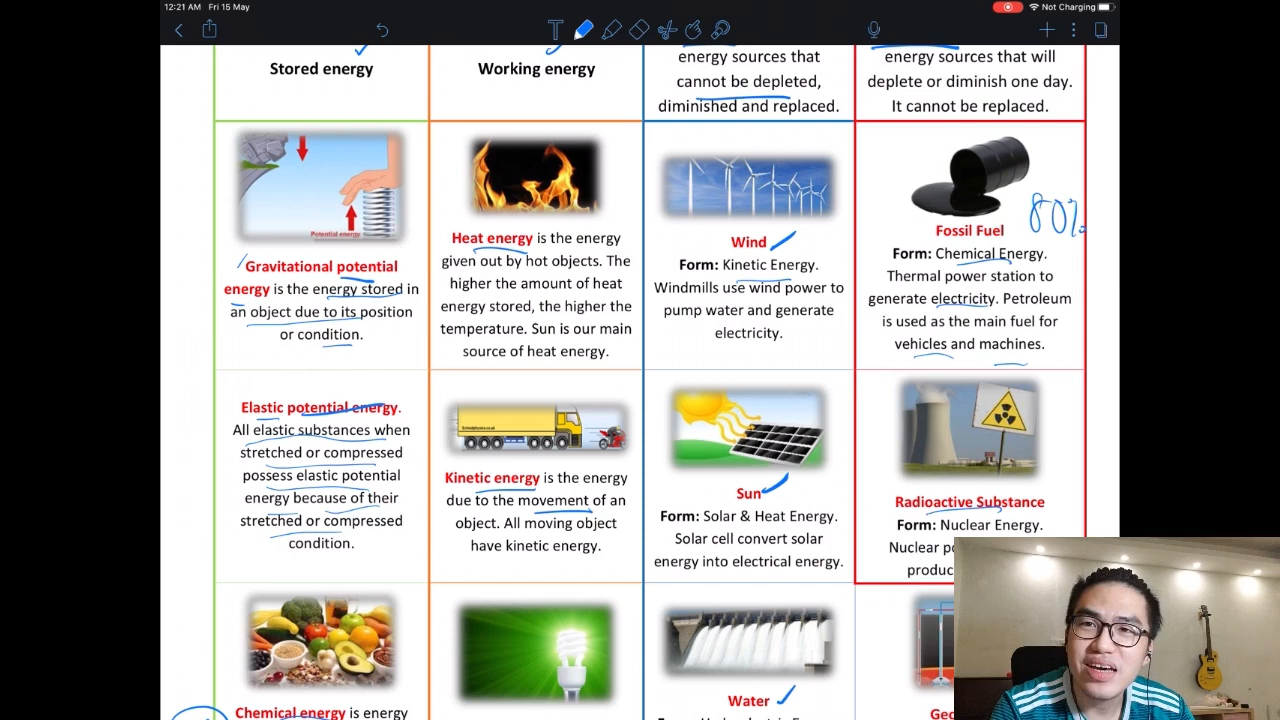 12:21 AM Fri 15 May
Not Charging
T
Stored energy
Working energy
energy sources that
cannot be depleted,
diminished and replaced.
energy sources that will
deplete or diminish one day.
It cannot be replaced.
Potential energy
Gravitational potential
energy is the energy stored in
an object due to its position
or condition.
Heat energy is the energy
given out by hot objects. The
higher the amount of heat
energy stored, the higher the
temperature. Sun is our main
source of heat energy.
Wind
Form: Kinetic Energy.
Windmills use wind power to
pump water and generate
electricity.
80%
Fossil Fuel
Form: Chemical Energy.
Thermal power station to
generate electricity. Petroleum
is used as the main fuel for
vehicles and machines.
Elastic potential energy.
All elastic substances when
stretched or compressed
possess elastic potential
energy because of their
stretched or compressed
condition.
Kinetic energy is the energy
due to the movement of an
object. All moving object
have kinetic energy.
Sun
Form: Solar & Heat Energy.
Solar cell convert solar
energy into electrical energy.
Radioactive Substance
Form: Nuclear Energy.
Nuclear po
produc
Chemical energy is energy
Water
Geo